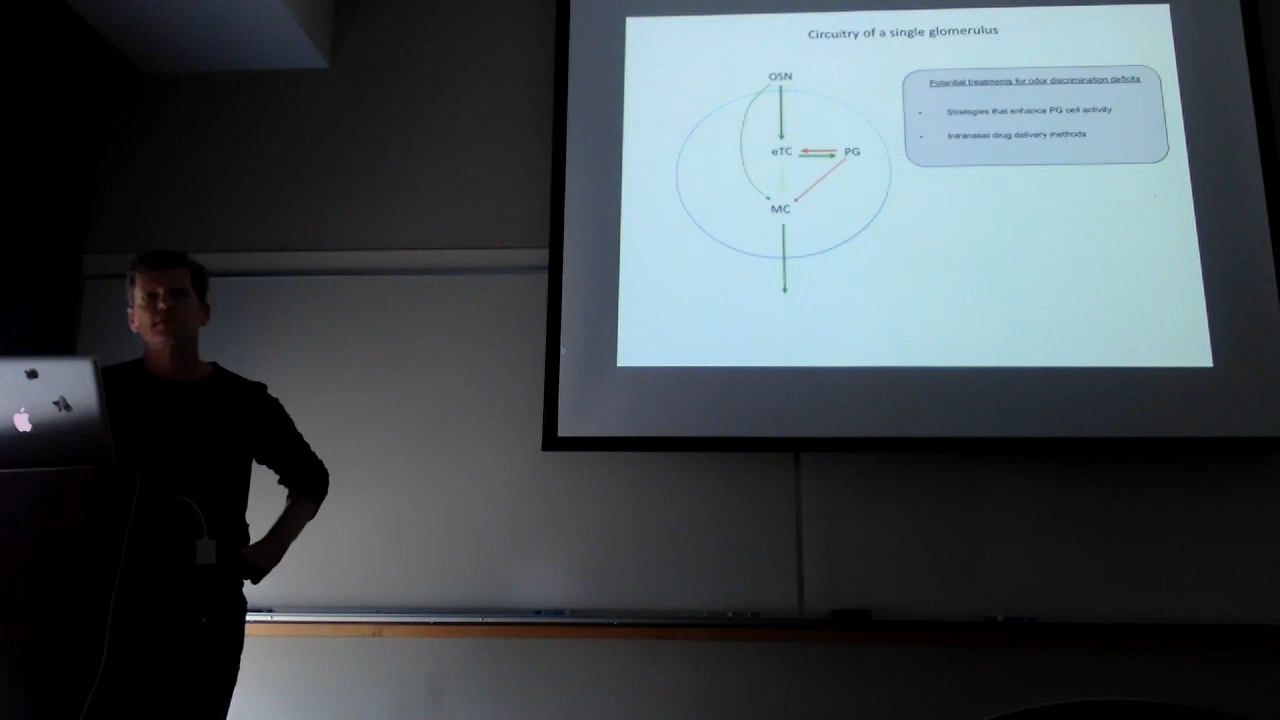 Circuitry of a single glomerulus
OSN
Potential treatments for odor discrimination deficits
- Strategies that enhance PG cell activity
- Intranasal drug delivery methods
eTC
PG
MC